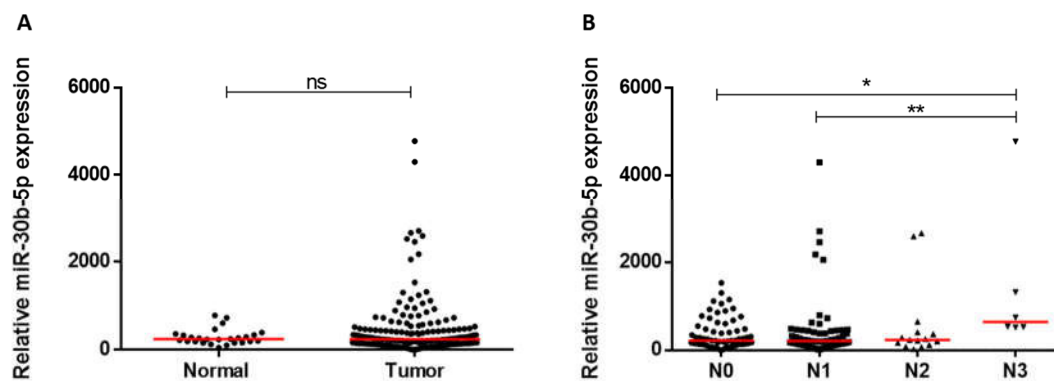 A
Relative miR-30b-5p expression
6000
4000
2000
0
ns
Normal
Tumor
B
Relative miR-30b-5p expression
6000
4000
2000
0
*
**
N0
N1
N2
N3